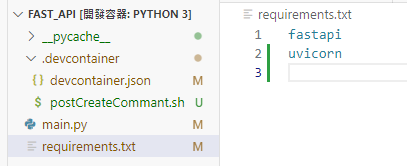 FAST_API [開發容器: PYTHON 3]
__pycache__
.devcontainer
devcontainer.json M
postCreateCommant.sh U
main.py M
requirements.txt M
requirements.txt
1 fastapi
2 uvicorn
3